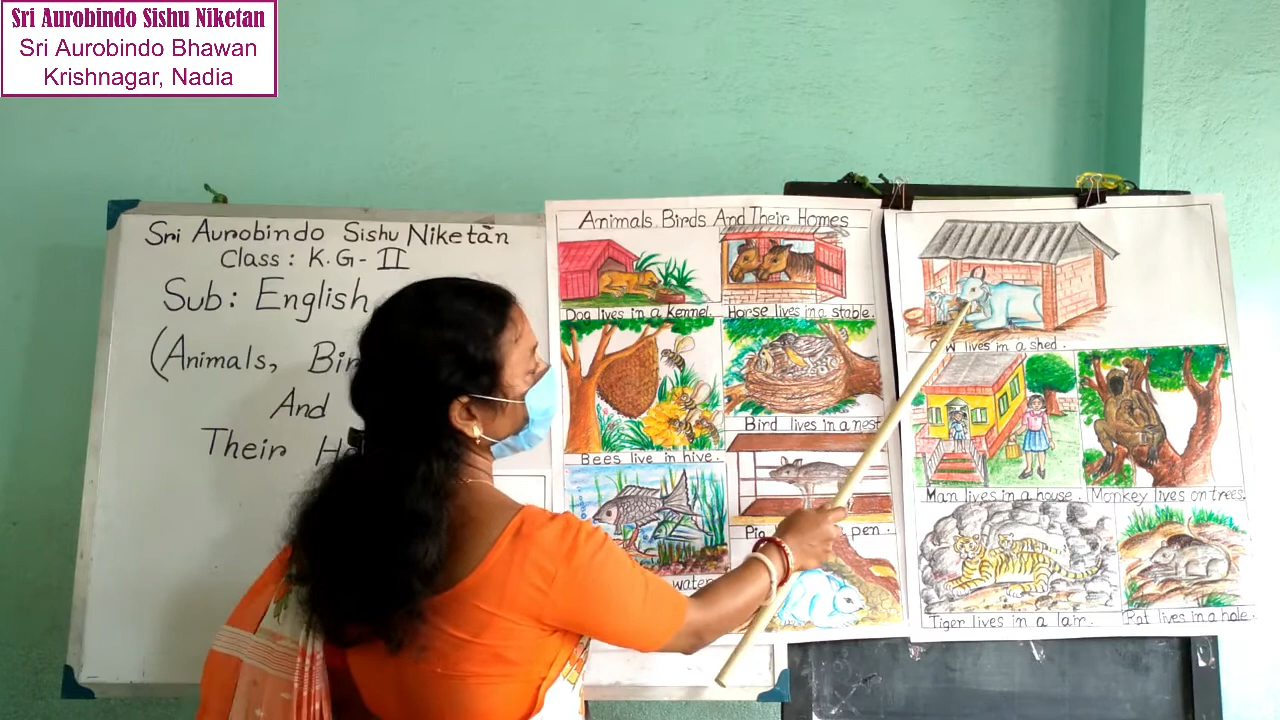 Sri Aurobindo Sishu Niketan
Sri Aurobindo Bhawan
Krishnagar, Nadia
Sri Aurobindo Sishu Niketan
Class : K.G - II
Sub : English
(Animals,
And
Their
Animals Birds And Their Homes
Dog lives in a Kennel.
Horse lives in a stable.
Bees live in hive.
Bird lives in a nest
Pig pen.
water
lives in a shed.
Man lives in a house.
Monkey lives on trees.
Tiger lives in a lair.
Rat lives in a hole.